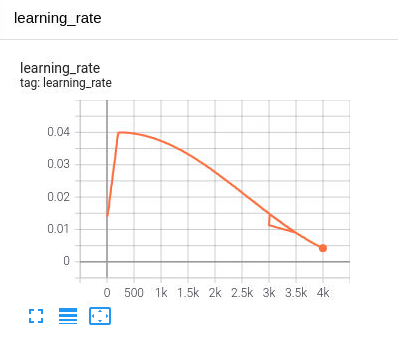 learning_rate
learning_rate
tag: learning_rate
0.04
0.03
0.02
0.01
0
0 500 1k 1.5k 2k 2.5k 3k 3.5k 4k